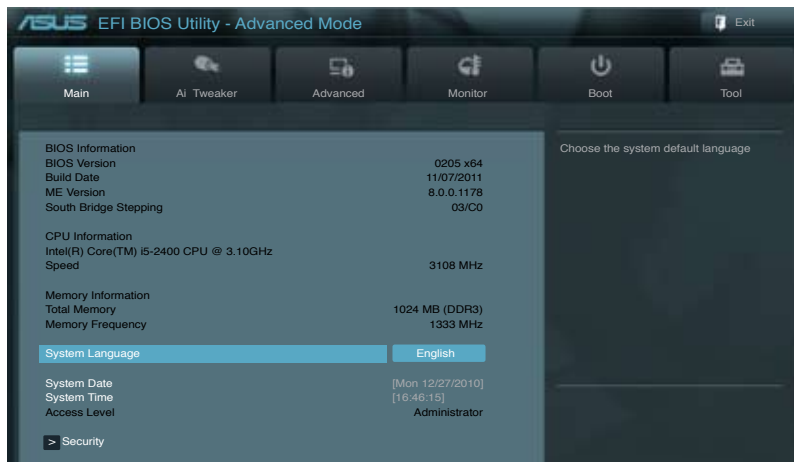 ASUS EFI BIOS Utility - Advanced Mode
Exit
Main
Ai Tweaker
Advanced
Monitor
Boot
Tool
BIOS Information
BIOS Version 0205 x64
Build Date 11/07/2011
ME Version 8.0.0.1178
South Bridge Stepping 03/C0
CPU Information
Intel(R) Core(TM) i5-2400 CPU @ 3.10GHz
Speed 3108 MHz
Memory Information
Total Memory 1024 MB (DDR3)
Memory Frequency 1333 MHz
System Language English
System Date [Mon 12/27/2010]
System Time [16:46:15]
Access Level Administrator
> Security
Choose the system default language